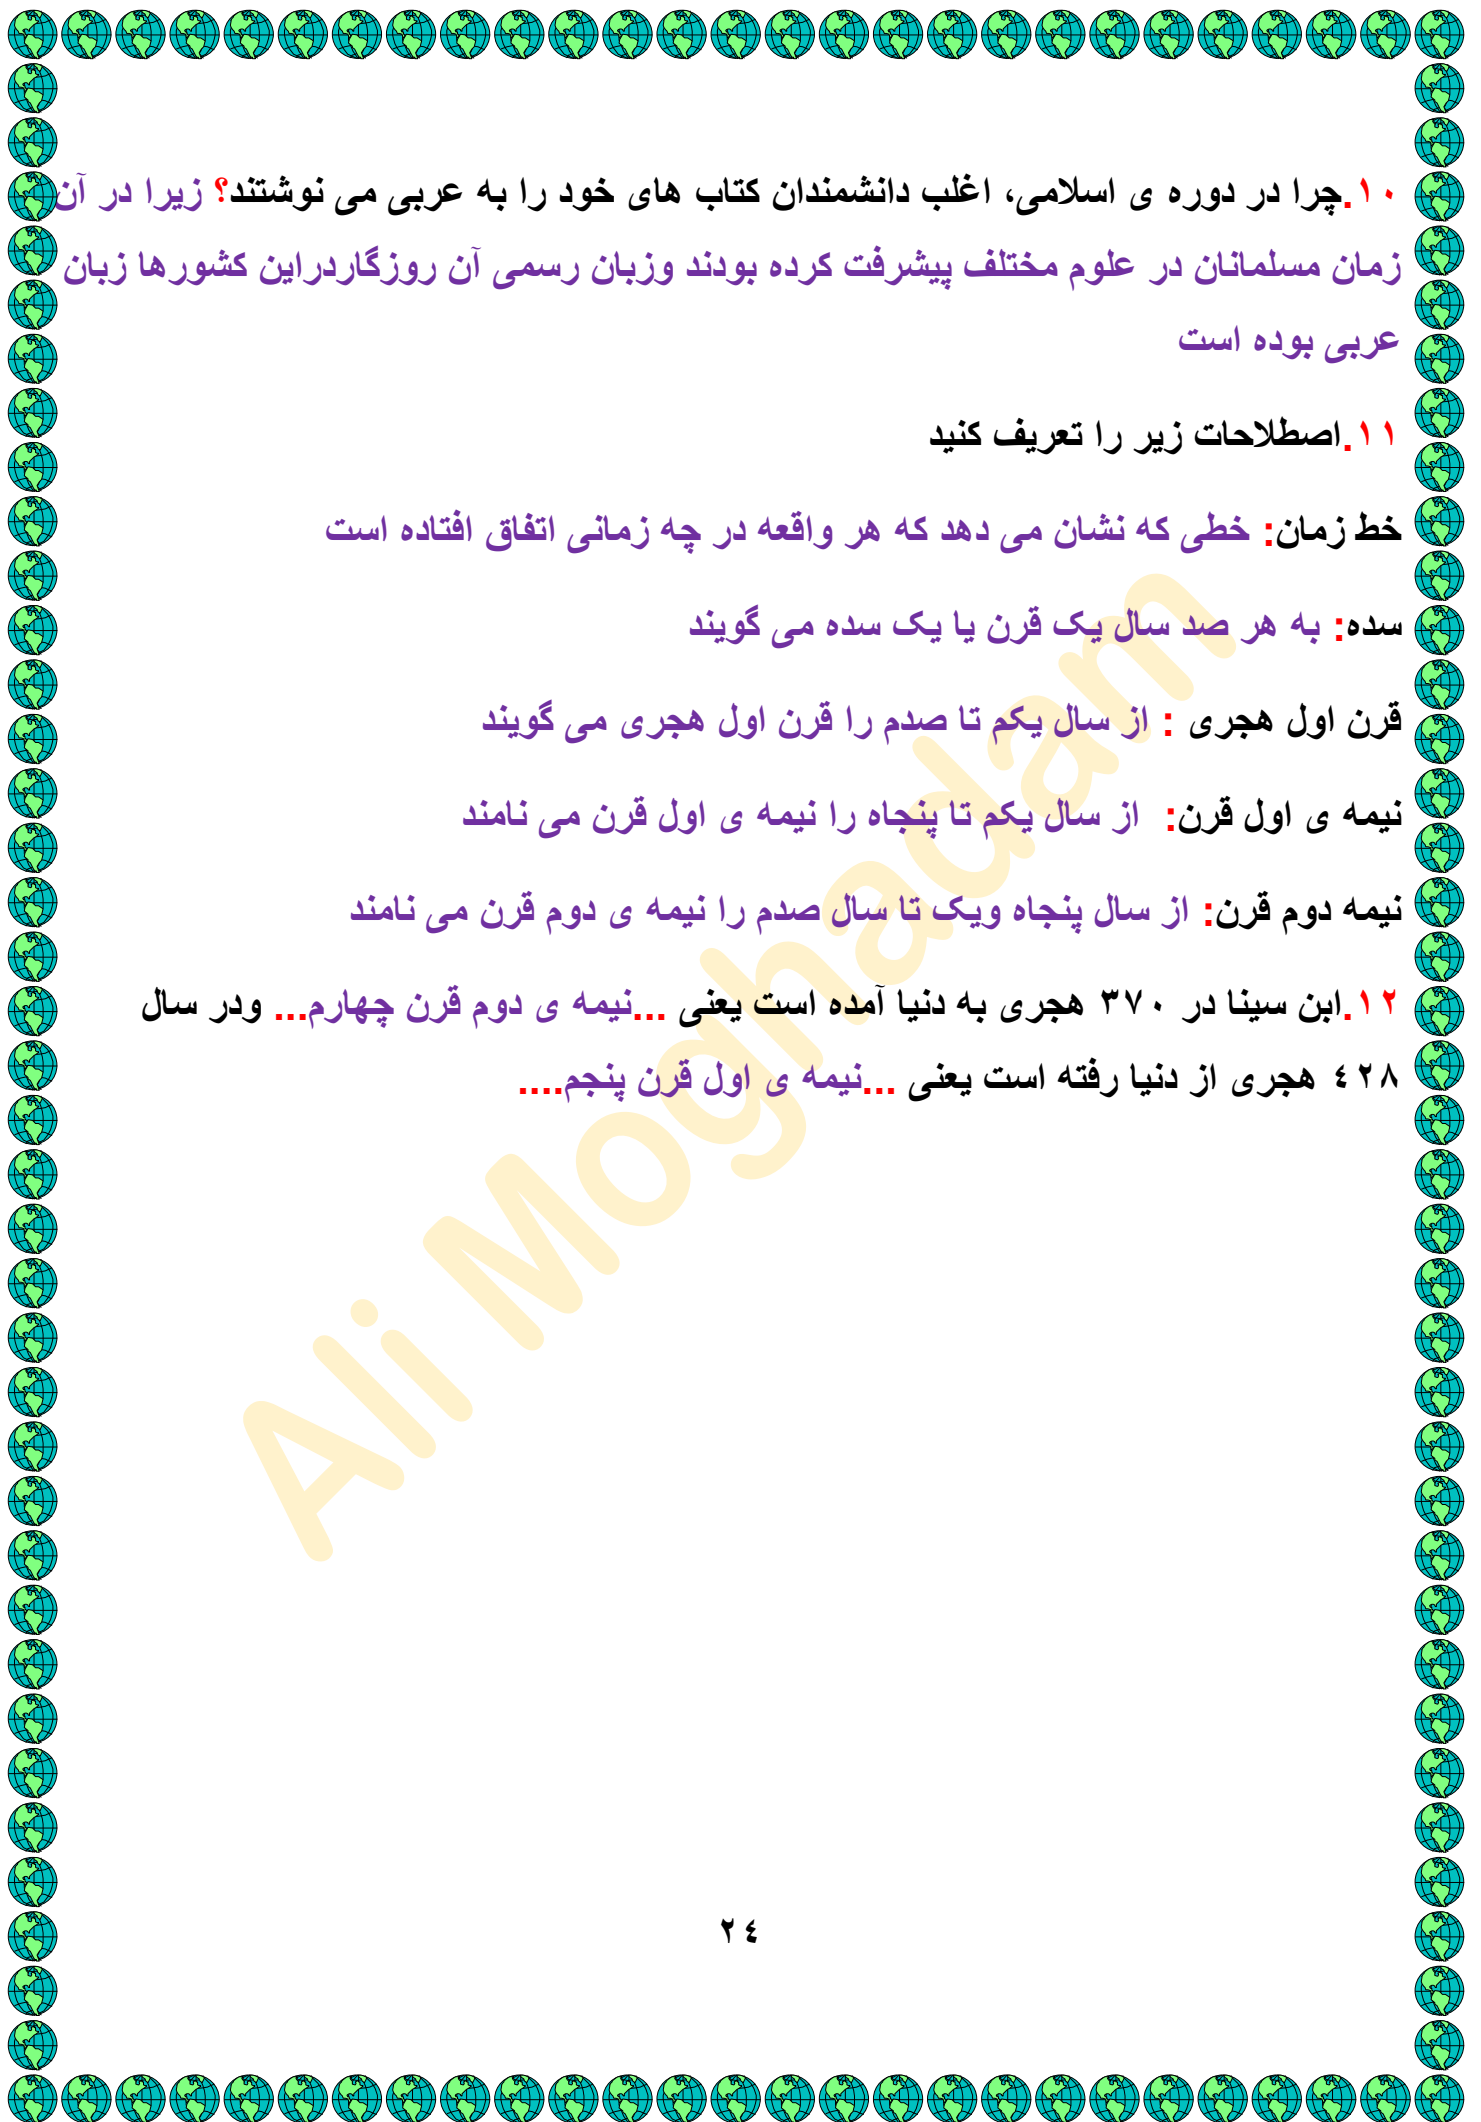 ۱۰.چرا در دوره ی اسلامی، اغلب دانشمندان کتاب های خود را به عربی می نوشتند؟ زیرا در آن
زمان مسلمانان در علوم مختلف پیشرفت کرده بودند وزبان رسمی آن روزگاردراین کشورها زبان
عربی بوده است
۱۱.اصطلاحات زیر را تعریف کنید
خط زمان: خطی که نشان می دهد که هر واقعه در چه زمانی اتفاق افتاده است
سده: به هر صد سال یک قرن یا یک سده می گویند
قرن اول هجری : از سال یکم تا صدم را قرن اول هجری می گویند
نیمه ی اول قرن: از سال یکم تا پنجاه را نیمه ی اول قرن می نامند
نیمه دوم قرن: از سال پنجاه ویک تا سال صدم را نیمه ی دوم قرن می نامند
۱۲.ابن سینا در ۳۷۰ هجری به دنیا آمده است یعنی ...نیمه ی دوم قرن چهارم... ودر سال
٤۲۸ هجری از دنیا رفته است یعنی ...نیمه ی اول قرن پنجم....
Ali Moghadam
۲٤